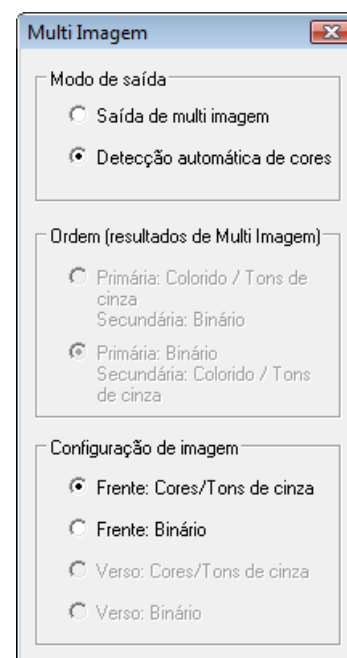 Multi Imagem
Modo de saída
Saída de multi imagem
Detecção automática de cores
Ordem (resultados de Multi Imagem)
Primária: Colorido / Tons de
cinza
Secundária: Binário
Primária: Binário
Secundária: Colorido / Tons
de cinza
Configuração de imagem
Frente: Cores/Tons de cinza
Frente: Binário
Verso: Cores/Tons de cinza
Verso: Binário